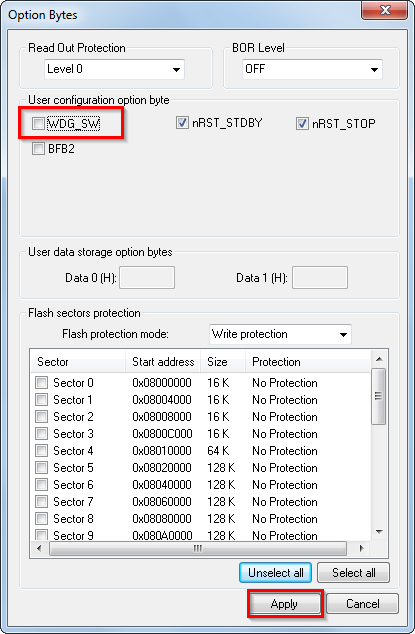 Option Bytes
Read Out Protection
BOR Level
Level 0
OFF
User configuration option byte
WDG_SW nRST_STDBY nRST_STOP
BFB2
User data storage option bytes
Data 0 (H): Data 1 (H):
Flash sectors protection
Flash protection mode: Write protection
Sector Start address Size Protection
Sector 0 0x08000000 16 K No Protection
Sector 1 0x08004000 16 K No Protection
Sector 2 0x08008000 16 K No Protection
Sector 3 0x0800C000 16 K No Protection
Sector 4 0x08010000 64 K No Protection
Sector 5 0x08020000 128 K No Protection
Sector 6 0x08040000 128 K No Protection
Sector 7 0x08060000 128 K No Protection
Sector 8 0x08080000 128 K No Protection
Sector 9 0x080A0000 128 K No Protection
Unselect all Select all
Apply Cancel